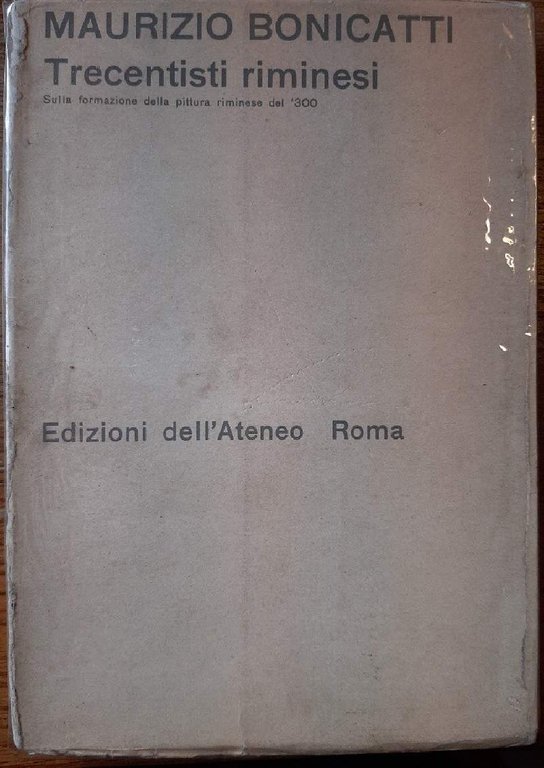 MAURIZIO BONICATTI
Trecentisti riminesi
Sulla formazione della pittura riminese del '300
Edizioni dell'Ateneo Roma